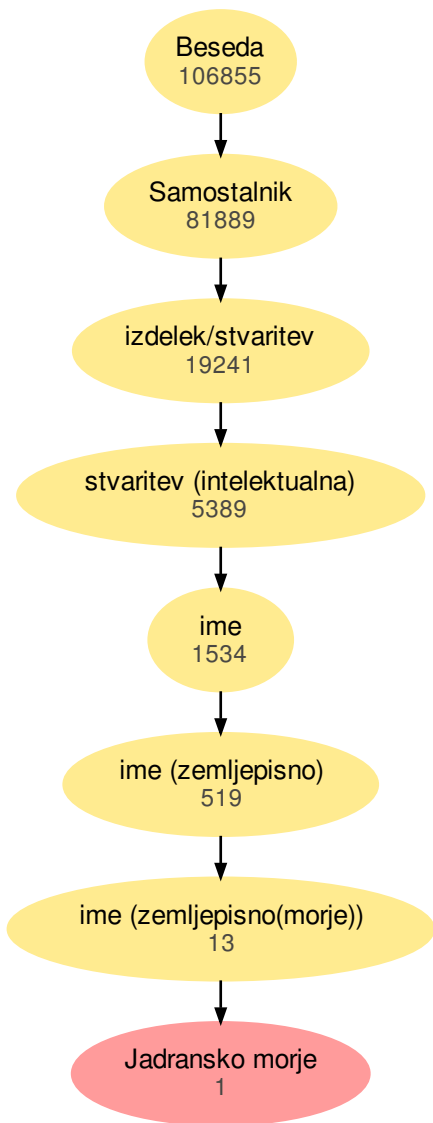 Beseda
106855
Samostalnik
81889
izdelek/stvaritev
19241
stvaritev (intelektualna)
5389
ime
1534
ime (zemljepisno)
519
ime (zemljepisno(morje))
13
Jadransko morje
1